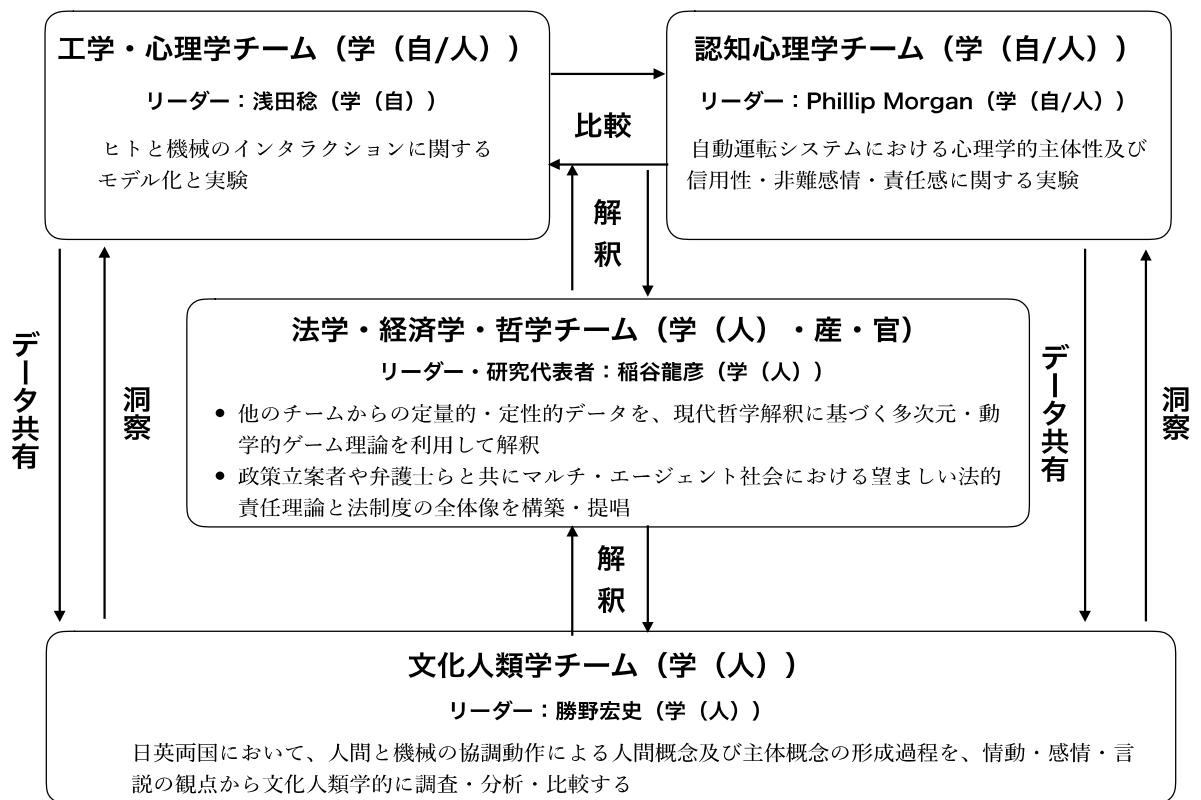 工学・心理学チーム（学（自/人））
リーダー：浅田稔（学（自））
ヒトと機械のインタラクションに関する
モデル化と実験
比較
認知心理学チーム（学（自/人））
リーダー：Phillip Morgan（学（自/人））
自動運転システムにおける心理学的主体性及び
信用性・非難感情・責任感に関する実験
解
釈
データ共有
洞察
法学・経済学・哲学チーム（学（人）・産・官）
リーダー・研究代表者：稲谷龍彦（学（人））
• 他のチームからの定量的・定性的データを、現代哲学解釈に基づく多次元・動
学的ゲーム理論を利用して解釈
• 政策立案者や弁護士らと共にマルチ・エージェント社会における望ましい法的
責任理論と法制度の全体像を構築・提唱
データ共有
洞察
解
釈
文化人類学チーム（学（人））
リーダー：勝野宏史（学（人））
日英両国において、人間と機械の協調動作による人間概念及び主体概念の形成過程を、情動・感情・言
説の観点から文化人類学的に調査・分析・比較する